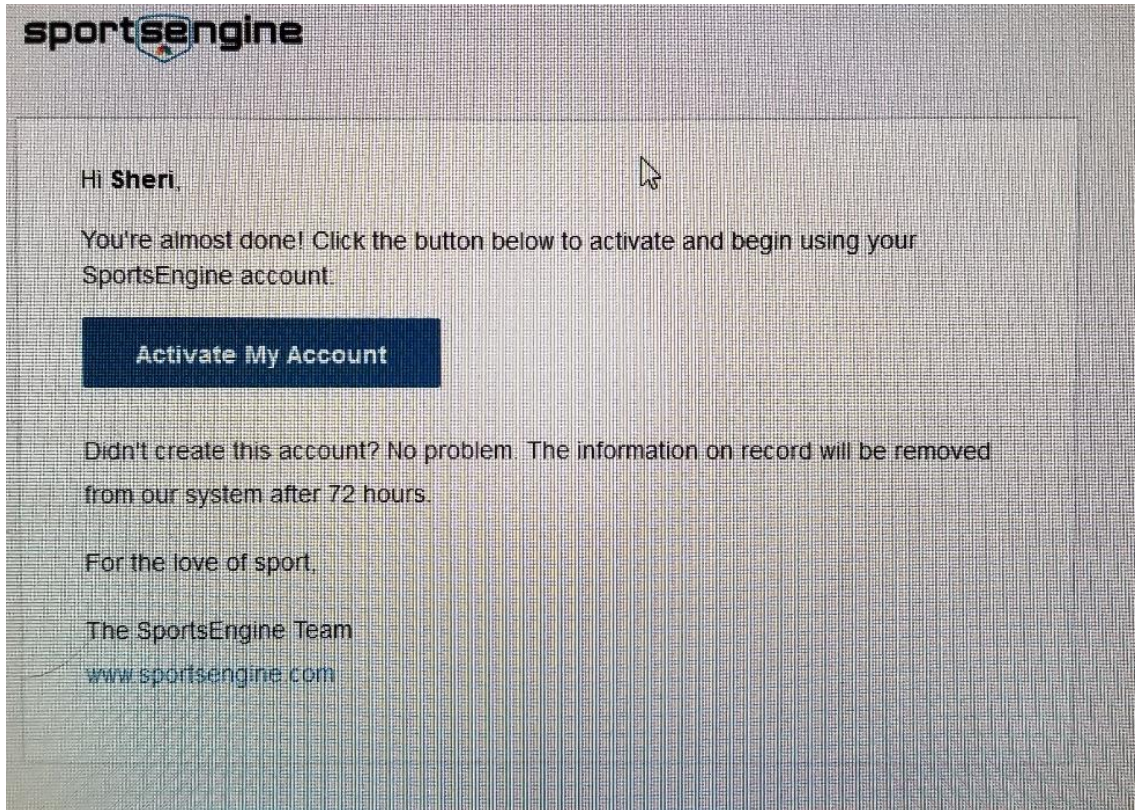 sportsengine
Hi Sheri,
You're almost done! Click the button below to activate and begin using your
SportsEngine account:
Activate My Account
Didn't create this account? No problem. The information on record will be removed
from our system after 72 hours.
For the love of sport,
The SportsEngine Team
www.sportsengine.com